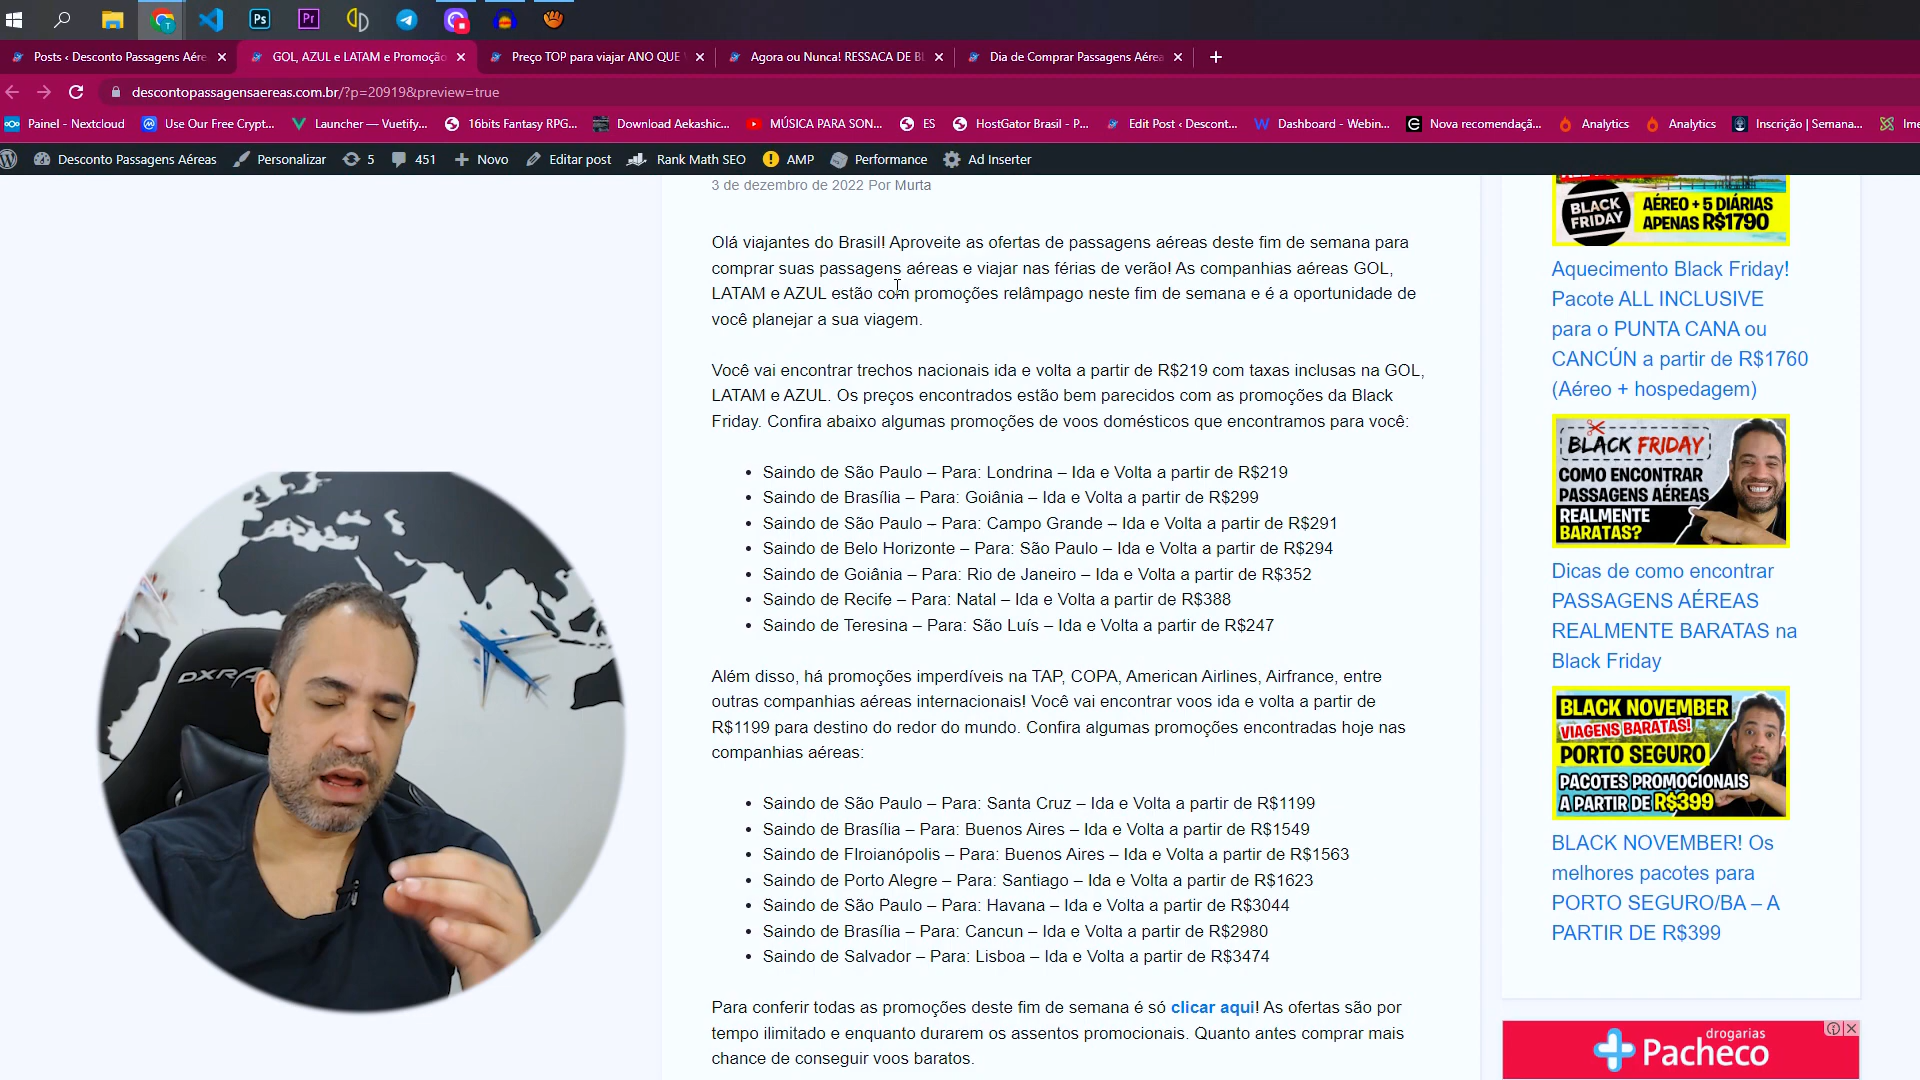 Ps
Pr
Posts ‹ Desconto Passagens Aére
GOL, AZUL e LATAM e Promoção
Preço TOP para viajar ANO QUE
Agora ou Nunca! RESSACA DE BL
Dia de Comprar Passagens Aérea
descontopassagensaereas.com.br/?p=20919&preview=true
Painel - Nextcloud
Use Our Free Crypt...
Launcher — Vuetify...
16bits Fantasy RPG...
Download Aekashic...
MÚSICA PARA SON...
ES
HostGator Brasil - P...
Edit Post ‹ Descont...
Dashboard - Webin...
Nova recomendaçã...
Analytics
Analytics
Inscrição | Semana...
Ime
Desconto Passagens Aéreas
Personalizar
5
451
Novo
Editar post
Rank Math SEO
AMP
Performance
Ad Inserter
3 de dezembro de 2022 Por Murta
Olá viajantes do Brasil! Aproveite as ofertas de passagens aéreas deste fim de semana para
comprar suas passagens aéreas e viajar nas férias de verão! As companhias aéreas GOL,
LATAM e AZUL estão com promoções relâmpago neste fim de semana e é a oportunidade de
você planejar a sua viagem.
Você vai encontrar trechos nacionais ida e volta a partir de R$219 com taxas inclusas na GOL,
LATAM e AZUL. Os preços encontrados estão bem parecidos com as promoções da Black
Friday. Confira abaixo algumas promoções de voos domésticos que encontramos para você:
• Saindo de São Paulo – Para: Londrina – Ida e Volta a partir de R$219
• Saindo de Brasília – Para: Goiânia – Ida e Volta a partir de R$299
• Saindo de São Paulo – Para: Campo Grande – Ida e Volta a partir de R$291
• Saindo de Belo Horizonte – Para: São Paulo – Ida e Volta a partir de R$294
• Saindo de Goiânia – Para: Rio de Janeiro – Ida e Volta a partir de R$352
• Saindo de Recife – Para: Natal – Ida e Volta a partir de R$388
• Saindo de Teresina – Para: São Luís – Ida e Volta a partir de R$247
Além disso, há promoções imperdíveis na TAP, COPA, American Airlines, Airfrance, entre
outras companhias aéreas internacionais! Você vai encontrar voos ida e volta a partir de
R$1199 para destino do redor do mundo. Confira algumas promoções encontradas hoje nas
companhias aéreas:
• Saindo de São Paulo – Para: Santa Cruz – Ida e Volta a partir de R$1199
• Saindo de Brasília – Para: Buenos Aires – Ida e Volta a partir de R$1549
• Saindo de Flroianópolis – Para: Buenos Aires – Ida e Volta a partir de R$1563
• Saindo de Porto Alegre – Para: Santiago – Ida e Volta a partir de R$1623
• Saindo de São Paulo – Para: Havana – Ida e Volta a partir de R$3044
• Saindo de Brasília – Para: Cancun – Ida e Volta a partir de R$2980
• Saindo de Salvador – Para: Lisboa – Ida e Volta a partir de R$3474
Para conferir todas as promoções deste fim de semana é só clicar aqui! As ofertas são por
tempo ilimitado e enquanto durarem os assentos promocionais. Quanto antes comprar mais
chance de conseguir voos baratos.
BLACK
FRIDAY
AÉREO + 5 DIÁRIAS
APENAS R$1790
Aquecimento Black Friday!
Pacote ALL INCLUSIVE
para o PUNTA CANA ou
CANCÚN a partir de R$1760
(Aéreo + hospedagem)
BLACK FRIDAY
COMO ENCONTRAR
PASSAGENS AÉREAS
REALMENTE
BARATAS?
Dicas de como encontrar
PASSAGENS AÉREAS
REALMENTE BARATAS na
Black Friday
BLACK NOVEMBER
VIAGENS BARATAS!
PORTO SEGURO
PACOTES PROMOCIONAIS
A PARTIR DE R$399
BLACK NOVEMBER! Os
melhores pacotes para
PORTO SEGURO/BA – A
PARTIR DE R$399
drogarias
Pacheco
DXRA